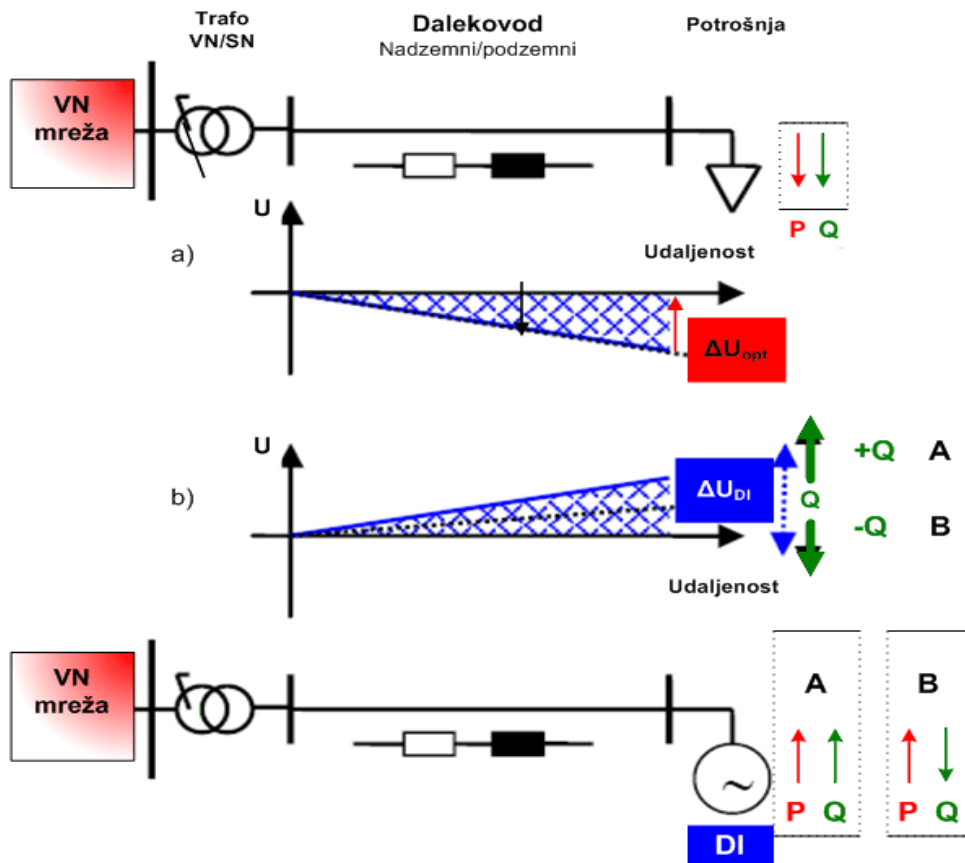 Trafo
VN/SN
Dalekovod
Nadzemni/podzemni
Potrošnja
VN
mreža
P Q
U
a)
Udaljenost
ΔUopt
U
b)
ΔUDI
Q
+Q A
-Q B
Udaljenost
VN
mreža
~
A
B
P Q
P Q
DI